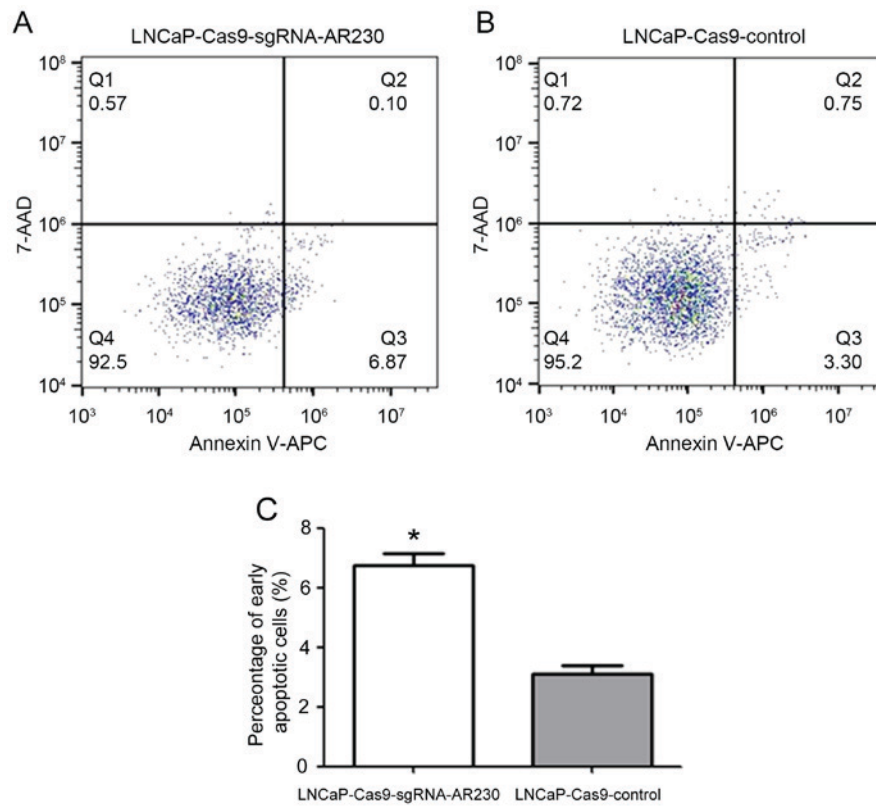 A
LNCaP-Cas9-sgRNA-AR230
10⁸
10⁷
10⁶
10⁵
10⁴
7-AAD
Q1
0.57
Q2
0.10
Q4
92.5
Q3
6.87
10³
10⁴
10⁵
10⁶
10⁷
Annexin V-APC
B
LNCaP-Cas9-control
10⁸
10⁷
10⁶
10⁵
10⁴
7-AAD
Q1
0.72
Q2
0.75
Q4
95.2
Q3
3.30
10³
10⁴
10⁵
10⁶
10⁷
Annexin V-APC
C
8
6
4
2
0
Perceontage of early
apoptotic cells (%)
*
LNCaP-Cas9-sgRNA-AR230
LNCaP-Cas9-control